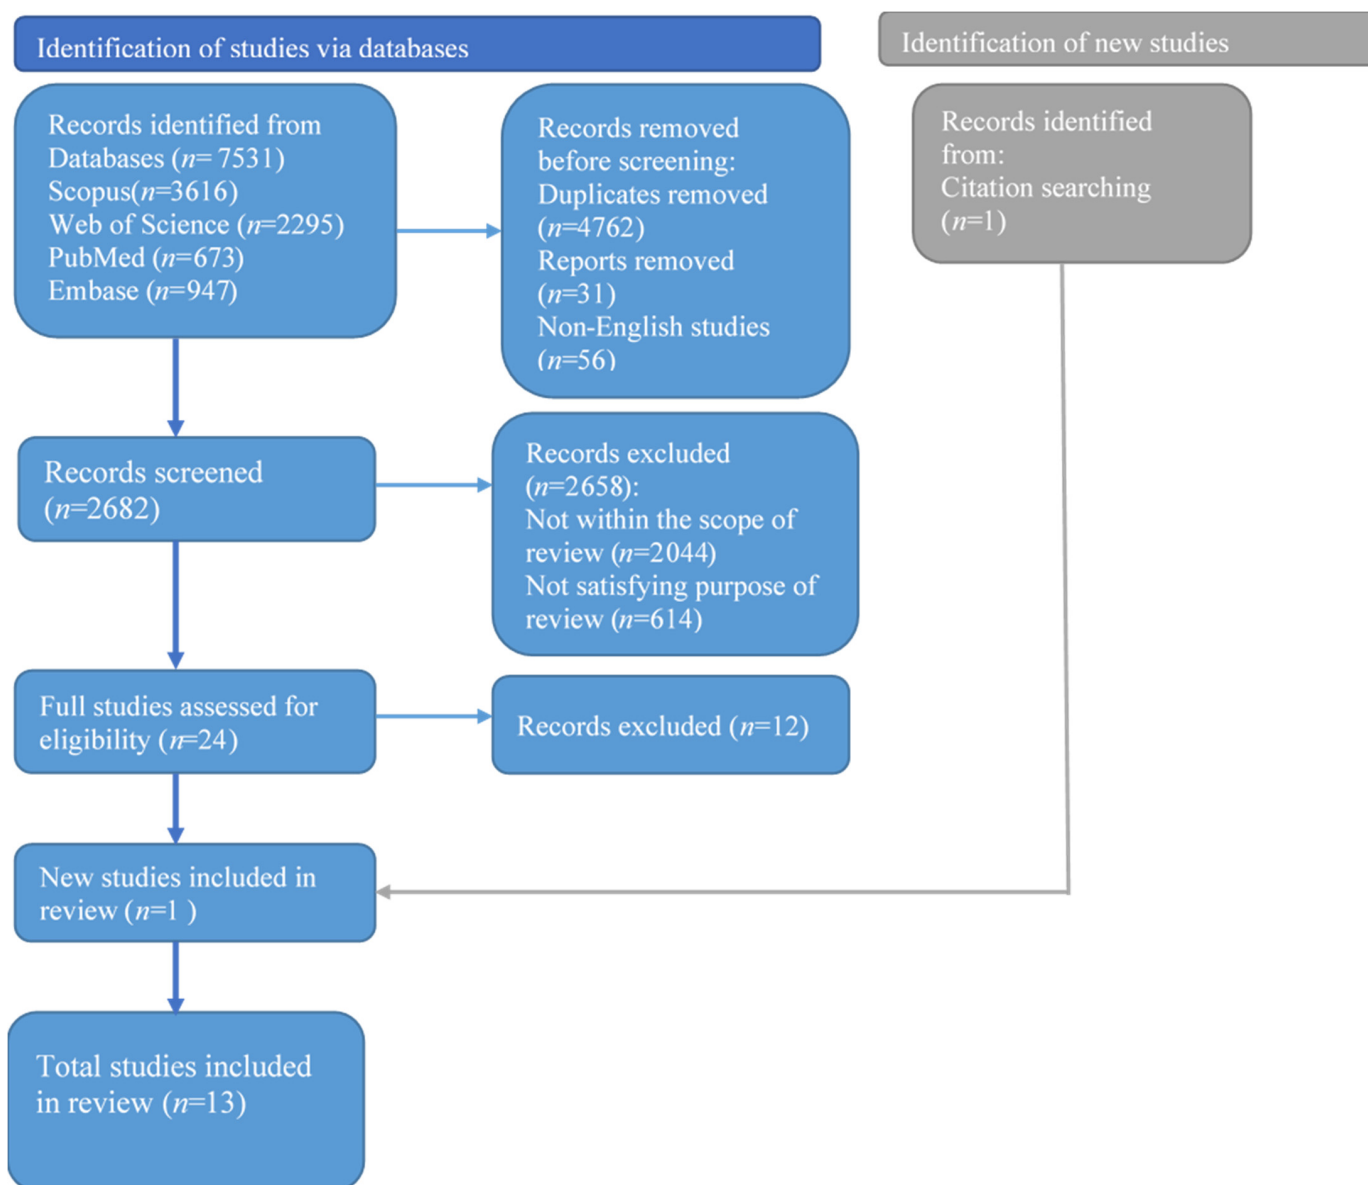 Identification of studies via databases
Identification of new studies
Records identified from
Databases (n= 7531)
Scopus(n=3616)
Web of Science (n=2295)
PubMed (n=673)
Embase (n=947)
Records removed
before screening:
Duplicates removed
(n=4762)
Reports removed
(n=31)
Non-English studies
(n=56)
Records identified
from:
Citation searching
(n=1)
Records screened
(n=2682)
Records excluded
(n=2658):
Not within the scope of
review (n=2044)
Not satisfying purpose of
review (n=614)
Full studies assessed for
eligibility (n=24)
Records excluded (n=12)
New studies included in
review (n=1 )
Total studies included
in review (n=13)